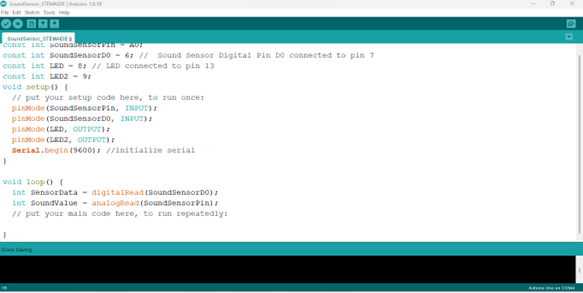 SoundSensor_STEMAIDE | Arduino 1.8.19
File Edit Sketch Tools Help
SoundSensor_STEMAIDE §
const int SoundSensorPin = A0;
const int SoundSensorD0 = 6; //  Sound Sensor Digital Pin D0 connected to pin 7
const int LED = 8; // LED connected to pin 13
const int LED2 = 9;
void setup() {
  // put your setup code here, to run once:
  pinMode(SoundSensorPin, INPUT);
  pinMode(SoundSensorD0, INPUT);
  pinMode(LED, OUTPUT);
  pinMode(LED2, OUTPUT);
  Serial.begin(9600); //initialize serial
}
void loop() {
  int SensorData = digitalRead(SoundSensorD0);
  int SoundValue = analogRead(SoundSensorPin);
  // put your main code here, to run repeatedly:
}
Done Saving
Arduino Uno on COM4